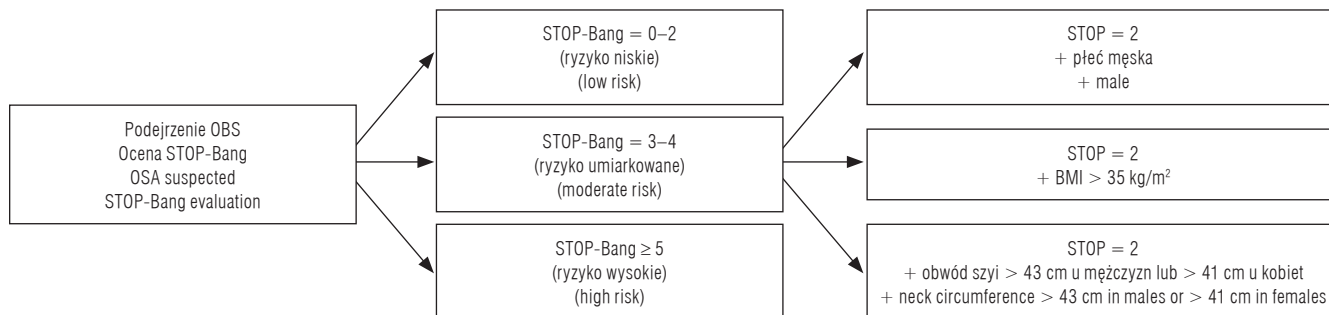 Podejrzenie OBS
Ocena STOP-Bang
OSA suspected
STOP-Bang evaluation
STOP-Bang = 0–2
(ryzyko niskie)
(low risk)
STOP-Bang = 3–4
(ryzyko umiarkowane)
(moderate risk)
STOP-Bang ≥ 5
(ryzyko wysokie)
(high risk)
STOP = 2
+ płeć męska
+ male
STOP = 2
+ BMI > 35 kg/m²
STOP = 2
+ obwód szyi > 43 cm u mężczyzn lub > 41 cm u kobiet
+ neck circumference > 43 cm in males or > 41 cm in females